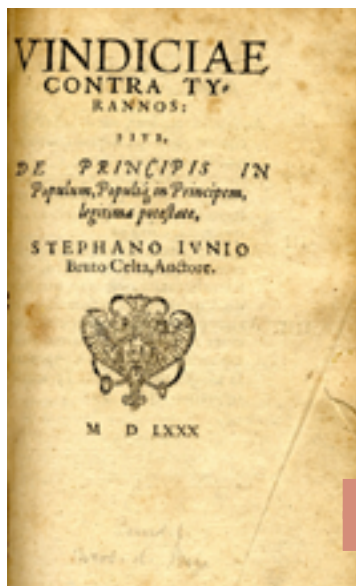 VINDICIAE
CONTRA TY-
RANNOS:
SIVE,
DE PRINCIPIS IN
Populum, Populiq́; in Principem,
legitima potestate,
STEPHANO IVNIO
Bruto Celta, Auctore.
M D LXXX